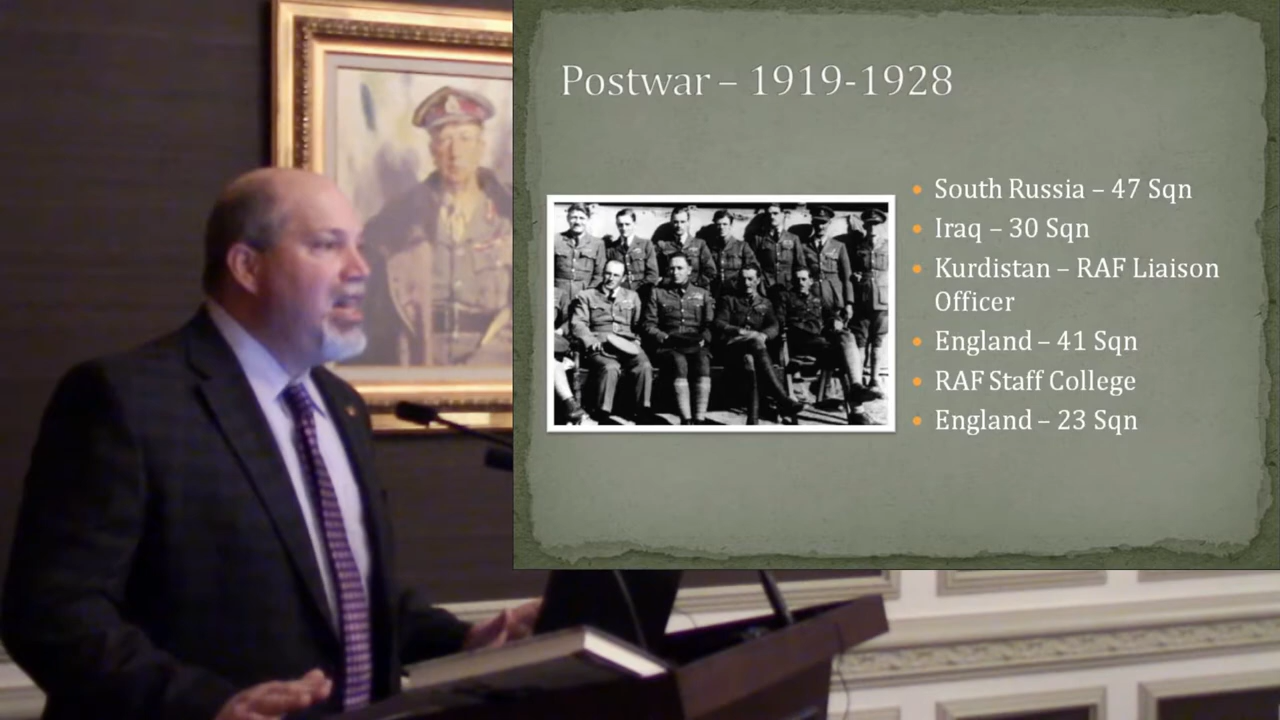 Postwar – 1919-1928
South Russia – 47 Sqn
Iraq – 30 Sqn
Kurdistan – RAF Liaison
Officer
England – 41 Sqn
RAF Staff College
England – 23 Sqn